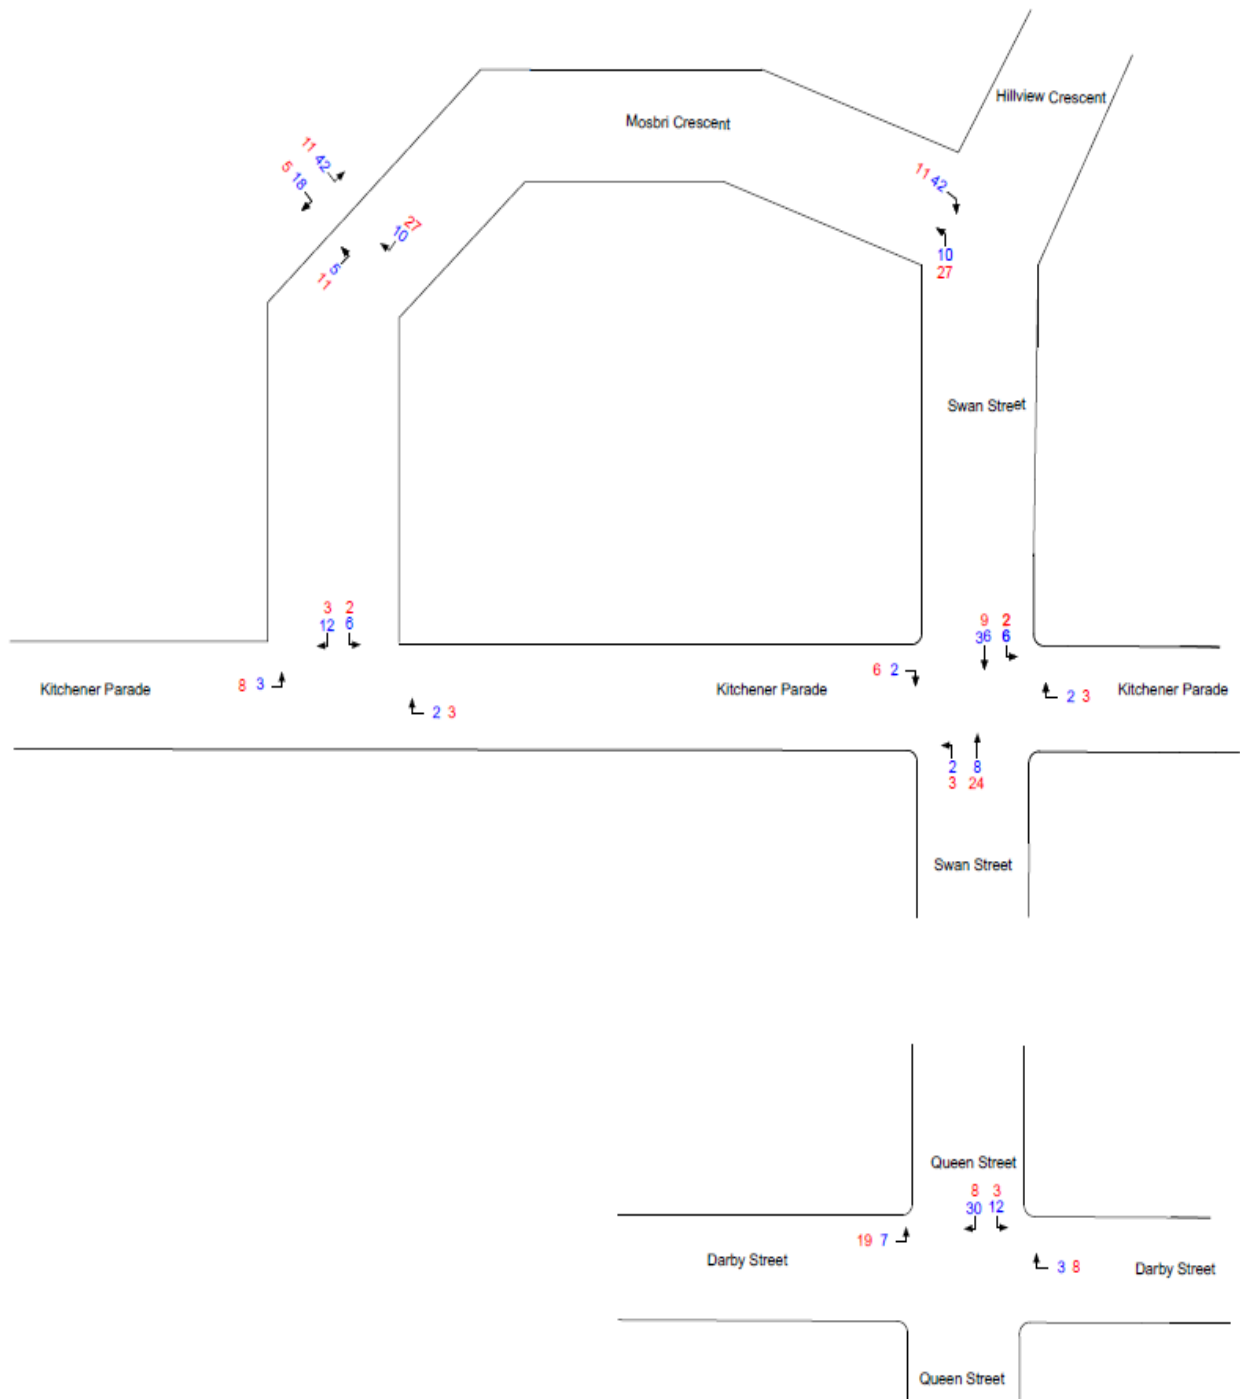 Hillview Crescent
Mosbri Crescent
11 42
5 18
11 42
27
10
5
11
10
27
Swan Street
3 2
12 6
9 2
36 6
Kitchener Parade
8 3
2 3
Kitchener Parade
6 2
2 3
Kitchener Parade
2 8
3 24
Swan Street
Queen Street
8 3
30 12
19 7
Darby Street
3 8
Darby Street
Queen Street